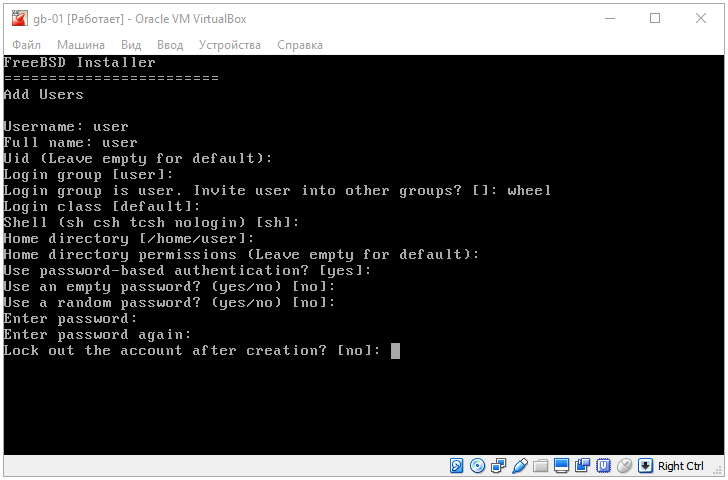 gb-01 [Работает] - Oracle VM VirtualBox
Файл Машина Вид Ввод Устройства Справка
FreeBSD Installer
========================
Add Users
Username: user
Full name: user
Uid (Leave empty for default):
Login group [user]:
Login group is user. Invite user into other groups? []: wheel
Login class [default]:
Shell (sh csh tcsh nologin) [sh]:
Home directory [/home/user]:
Home directory permissions (Leave empty for default):
Use password-based authentication? [yes]:
Use an empty password? (yes/no) [no]:
Use a random password? (yes/no) [no]:
Enter password:
Enter password again:
Lock out the account after creation? [no]:
Right Ctrl